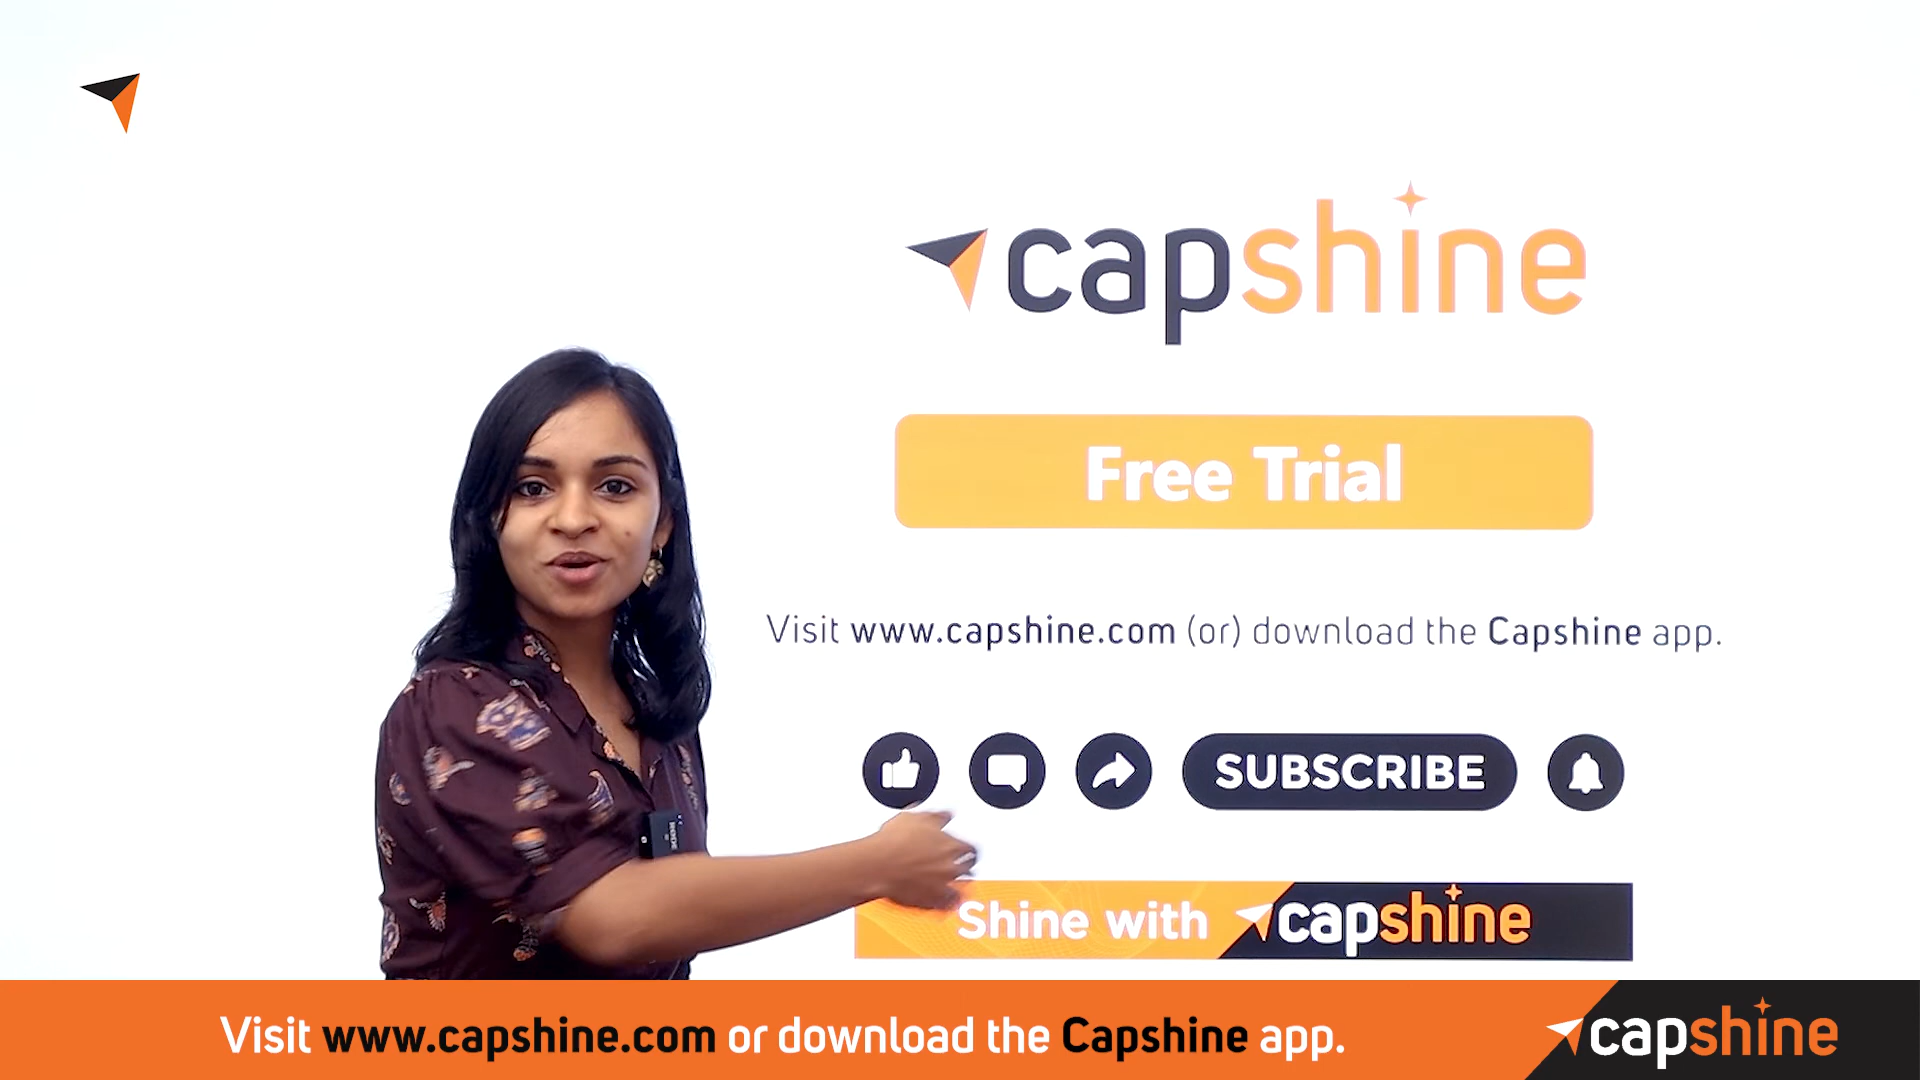 capshine
Free Trial
Visit www.capshine.com (or) download the Capshine app.
SUBSCRIBE
Shine with capshine
Visit www.capshine.com or download the Capshine app.
capshine